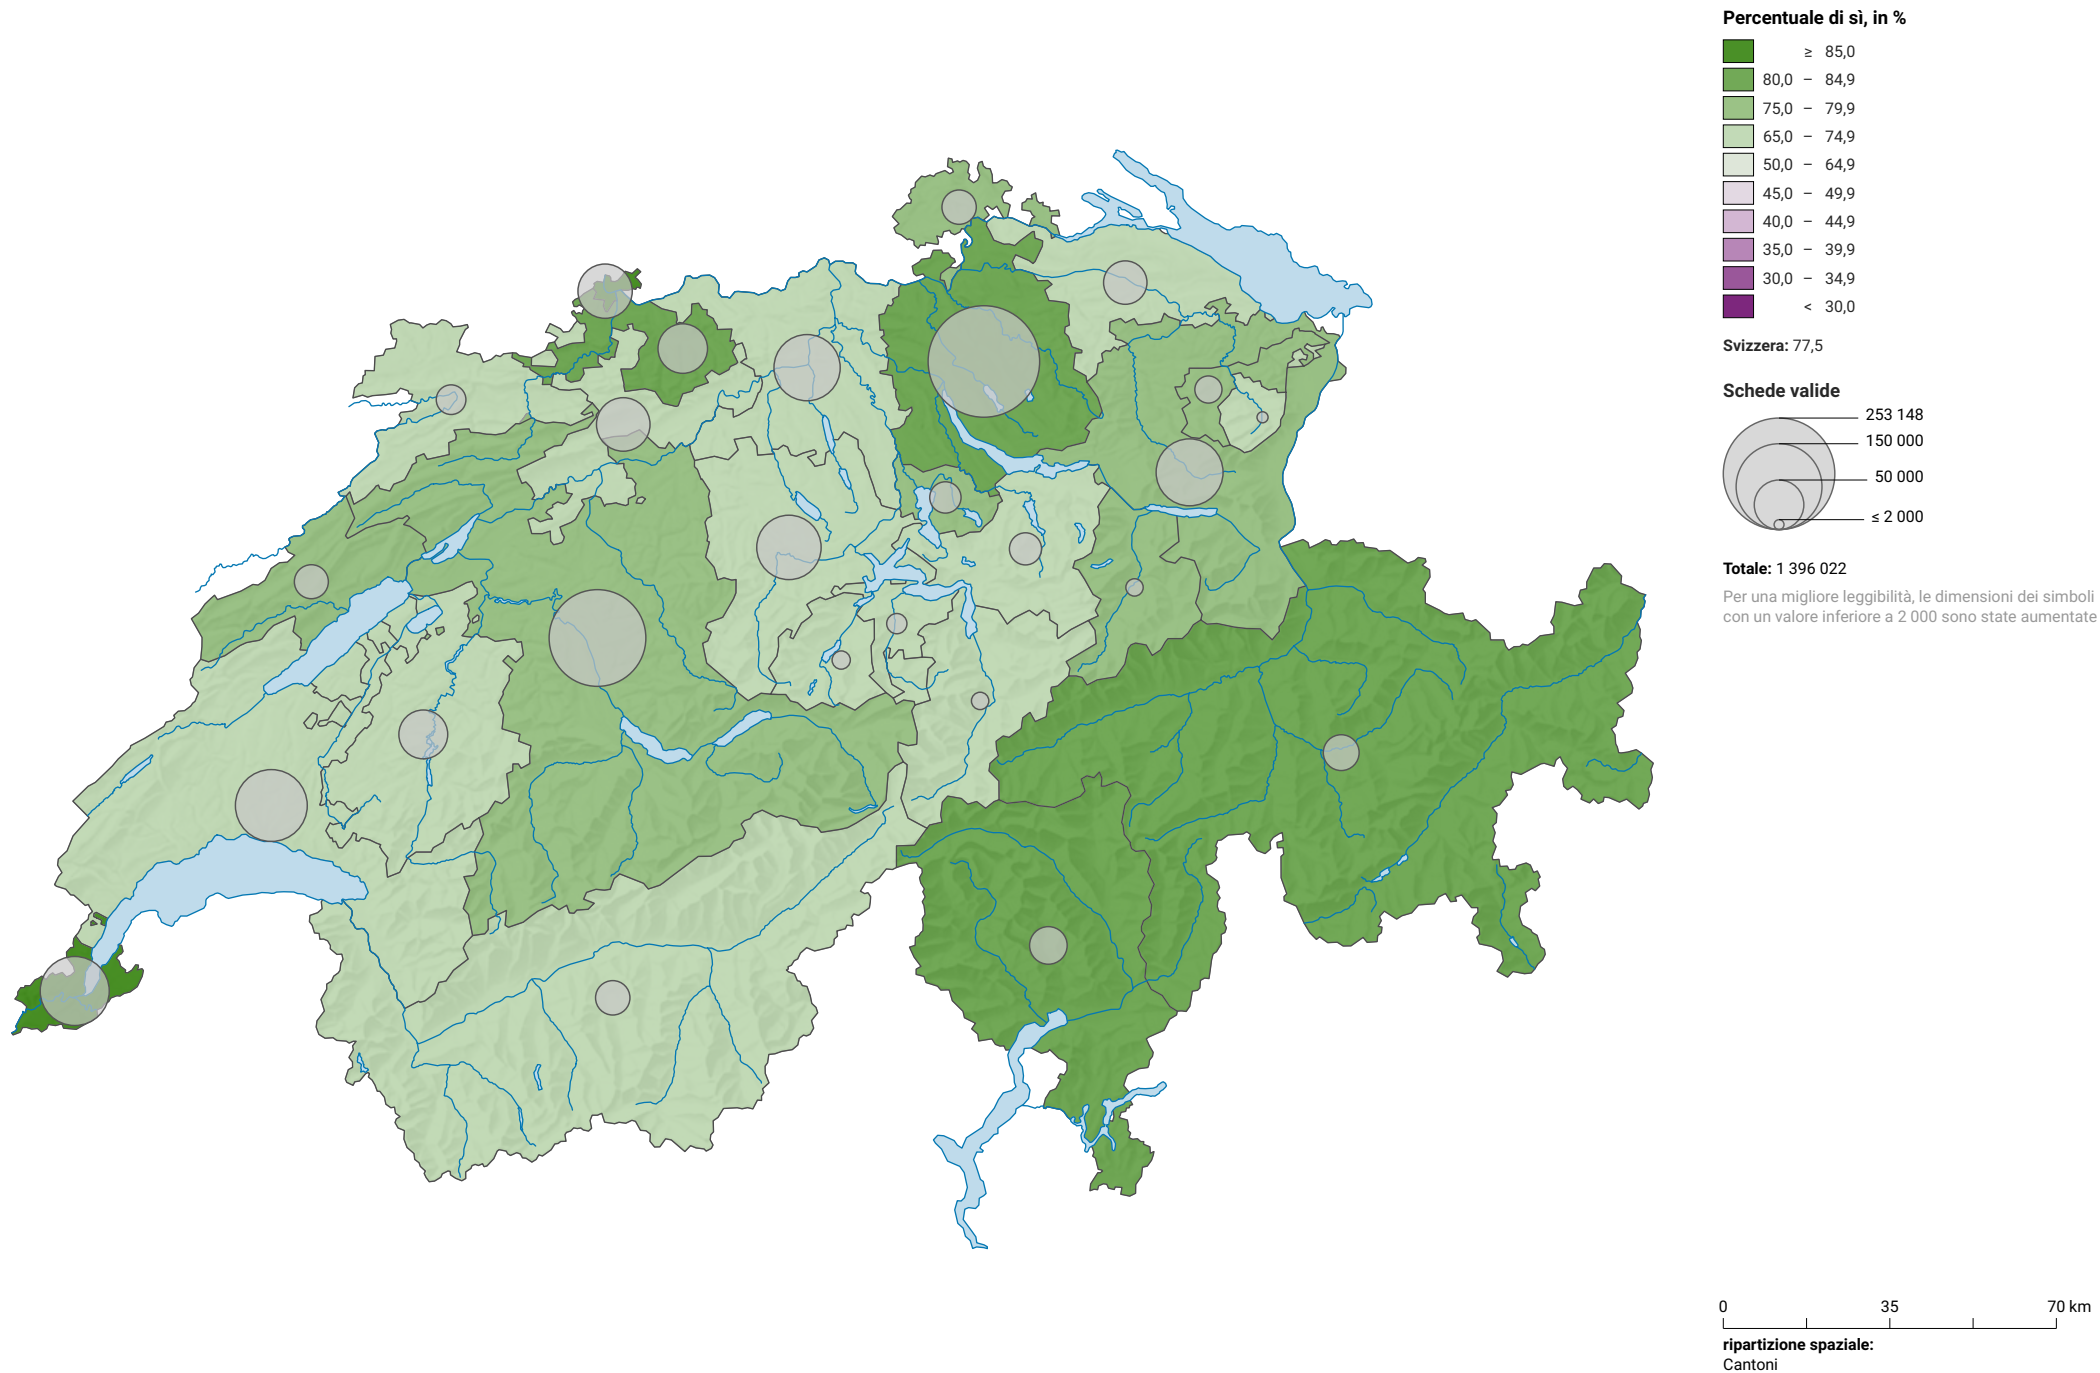 Percentuale di sì, in %
≥ 85,0
80,0 – 84,9
75,0 – 79,9
65,0 – 74,9
50,0 – 64,9
45,0 – 49,9
40,0 – 44,9
35,0 – 39,9
30,0 – 34,9
< 30,0
Svizzera: 77,5
Schede valide
253 148
150 000
50 000
≤ 2 000
Totale: 1 396 022
Per una migliore leggibilità, le dimensioni dei simboli
con un valore inferiore a 2 000 sono state aumentate
0 35 70 km
ripartizione spaziale:
Cantoni